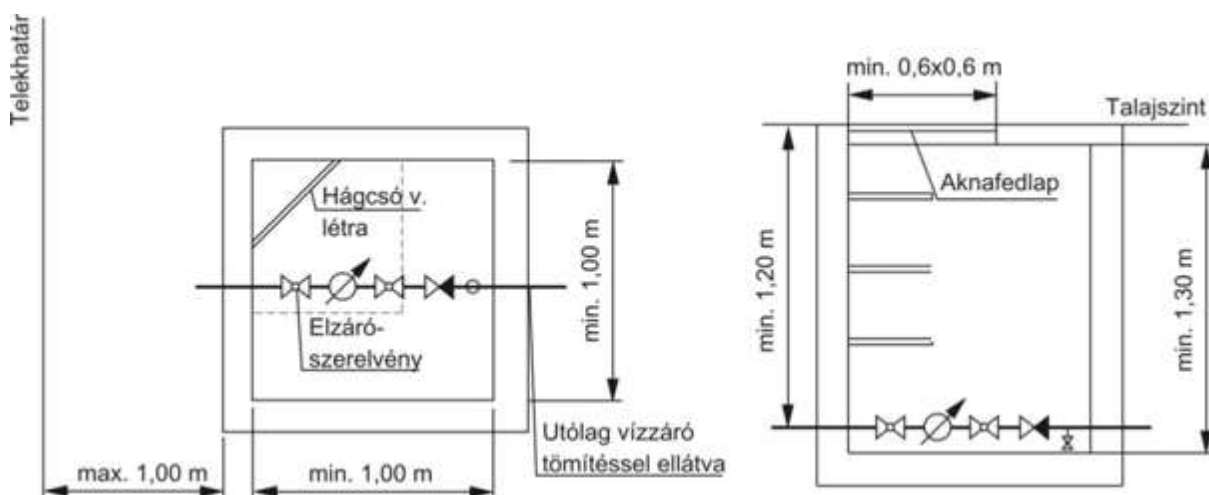 Telekhatár
Hágcsó v.
létra
Elzáró-
szerelvény
min. 1,00 m
Utólag vízzáró
tömítéssel ellátva
max. 1,00 m
min. 1,00 m
min. 0,6x0,6 m
Talajszint
Aknafedlap
min. 1,20 m
min. 1,30 m